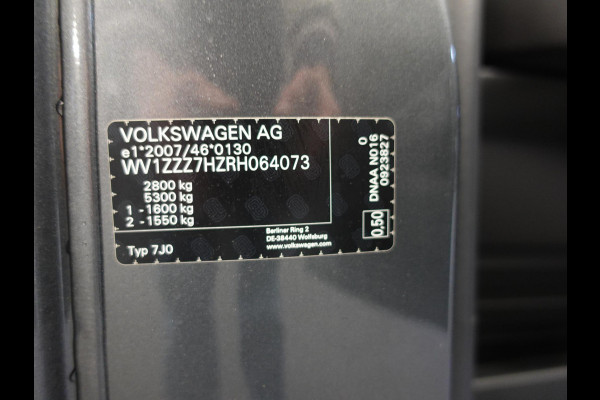 VOLKSWAGEN AG
e1*2007/46*0130
WV1ZZZ7HZRH064073
2800 kg
5300 kg
1 - 1600 kg
2 - 1550 kg
Typ 7J0
Berliner Ring 2
DE-38440 Wolfsburg
www.volkswagen.com
0,50
DNAA N016 0
0923827